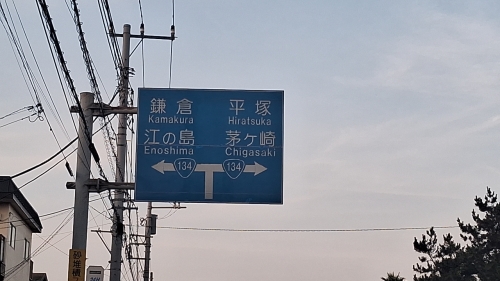 鎌倉 平塚
Kamakura Hiratsuka
江の島 茅ヶ崎
Enoshima Chigasaki
134 134